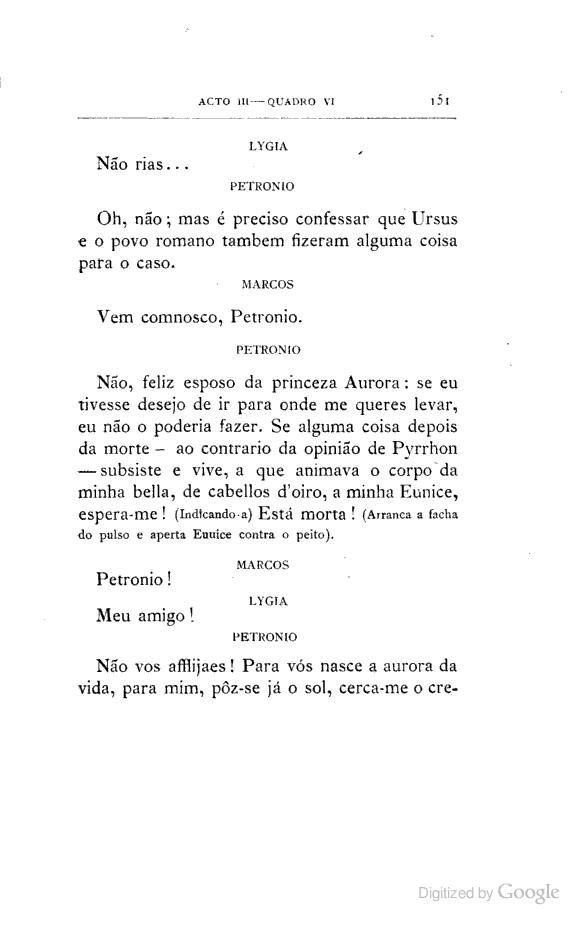 ACTO III — QUADRO VI 151
LYGIA
Não rias...
PETRONIO
Oh, não; mas é preciso confessar que Ursus
e o povo romano tambem fizeram alguma coisa
para o caso.
MARCOS
Vem comnosco, Petronio.
PETRONIO
Não, feliz esposo da princeza Aurora: se eu
tivesse desejo de ir para onde me queres levar,
eu não o poderia fazer. Se alguma coisa depois
da morte – ao contrario da opinião de Pyrrhon
— subsiste e vive, a que animava o corpo da
minha bella, de cabellos d'oiro, a minha Eunice,
espera-me! (Indicando-a) Está morta! (Arranca a facha
do pulso e aperta Eunice contra o peito).
MARCOS
Petronio!
LYGIA
Meu amigo!
PETRONIO
Não vos afflijaes! Para vós nasce a aurora da
vida, para mim, pôz-se já o sol, cerca-me o cre-
Digitized by Google